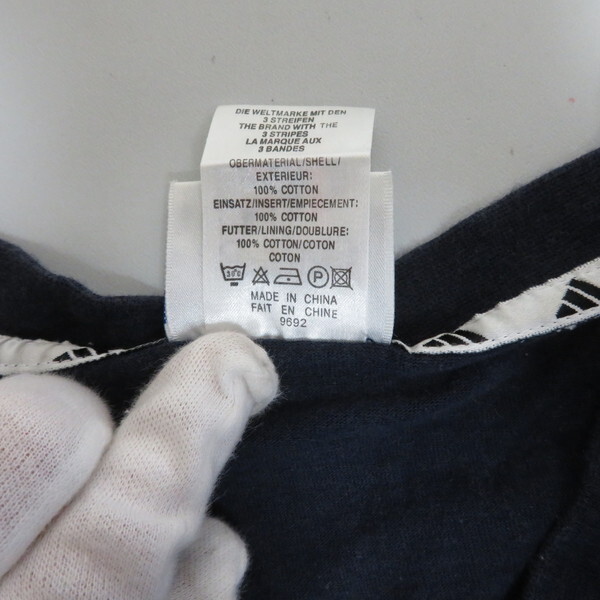 DIE WELTMARKE MIT DEN
3 STREIFEN
THE BRAND WITH THE
3 STRIPES
LA MARQUE AUX
3 BANDES
OBERMATERIAL/SHELL/
EXTERIEUR:
100% COTTON
EINSATZ/INSERT/EMPIECEMENT:
100% COTTON
FUTTER/LINING/DOUBLURE:
100% COTTON/COTON
COTON
30°C P
MADE IN CHINA
FAIT EN CHINE
9692